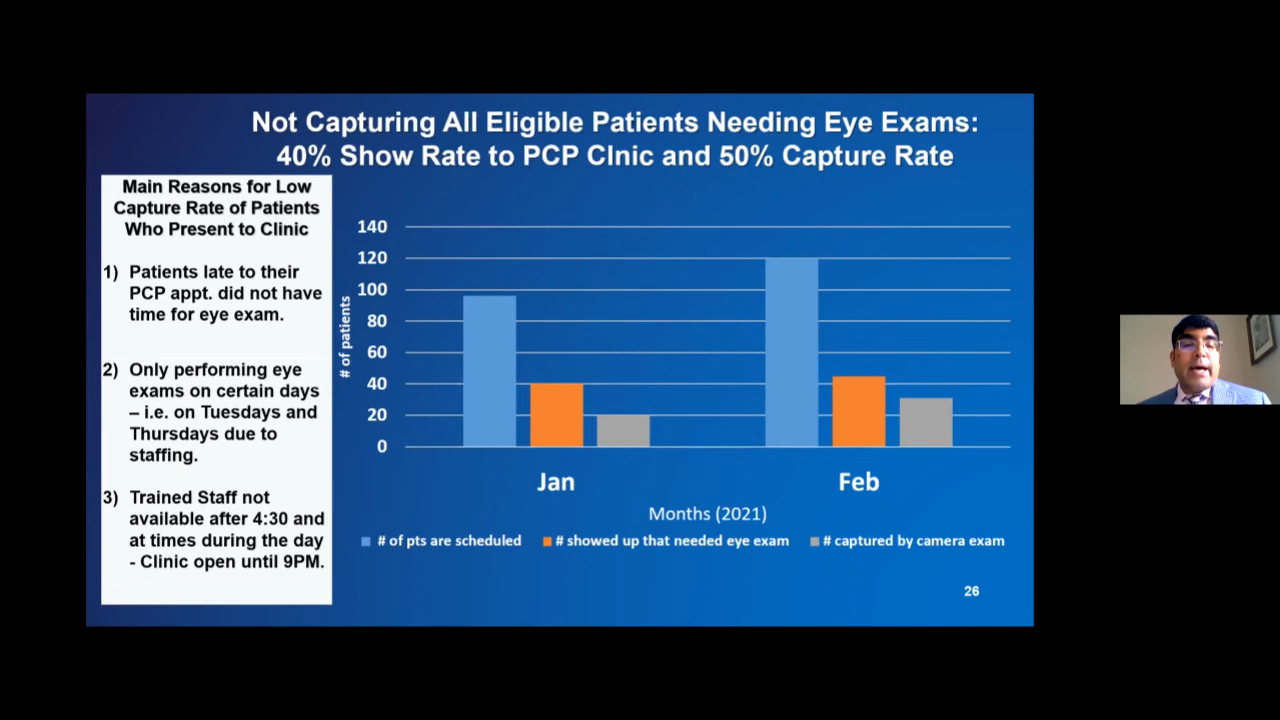 Not Capturing All Eligible Patients Needing Eye Exams:
40% Show Rate to PCP Clnic and 50% Capture Rate
Main Reasons for Low
Capture Rate of Patients
Who Present to Clinic
1) Patients late to their
PCP appt. did not have
time for eye exam.
2) Only performing eye
exams on certain days
– i.e. on Tuesdays and
Thursdays due to
staffing.
3) Trained Staff not
available after 4:30 and
at times during the day
- Clinic open until 9PM.
# of patients
140
120
100
80
60
40
20
0
Jan
Feb
Months (2021)
# of pts are scheduled
# showed up that needed eye exam
# captured by camera exam
26